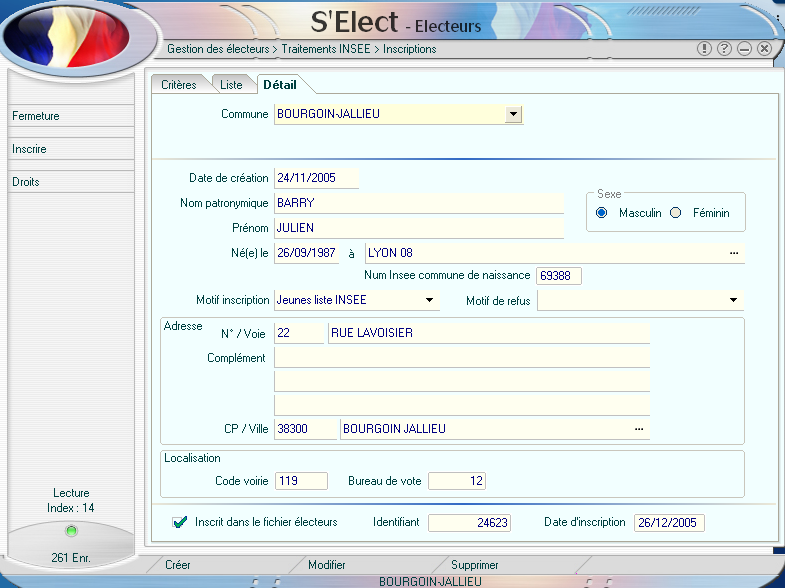 S'Elect - Electeurs
Gestion des électeurs > Traitements INSEE > Inscriptions
Critères Liste Détail
Fermeture
Inscrire
Droits
Commune BOURGOIN-JALLIEU
Date de création 24/11/2005
Nom patronymique BARRY
Prénom JULIEN
Sexe
Masculin Féminin
Né(e) le 26/09/1987 à LYON 08 ...
Num Insee commune de naissance 69388
Motif inscription Jeunes liste INSEE Motif de refus
Adresse
N° / Voie 22 RUE LAVOISIER
Complément
CP / Ville 38300 BOURGOIN JALLIEU ...
Localisation
Code voirie 119 Bureau de vote 12
Inscrit dans le fichier électeurs Identifiant 24623 Date d'inscription 26/12/2005
Lecture
Index : 14
261 Enr.
Créer Modifier Supprimer
BOURGOIN-JALLIEU